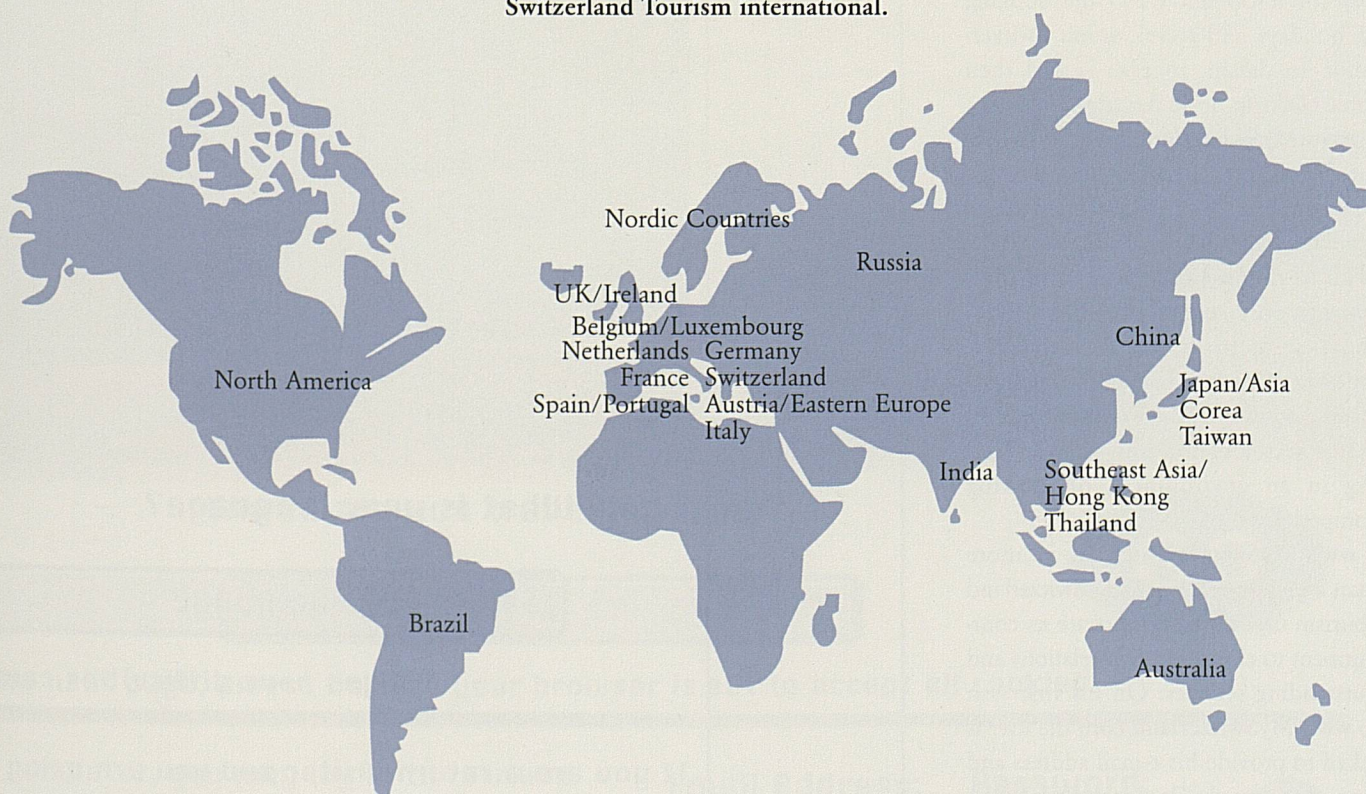 Switzerland Tourism international.
Nordic Countries
Russia
UK/Ireland
Belgium/Luxembourg
Netherlands Germany
France Switzerland
Spain/Portugal Austria/Eastern Europe
Italy
China
North America
Japan/Asia
Corea
Taiwan
India
Southeast Asia/
Hong Kong
Thailand
Brazil
Australia